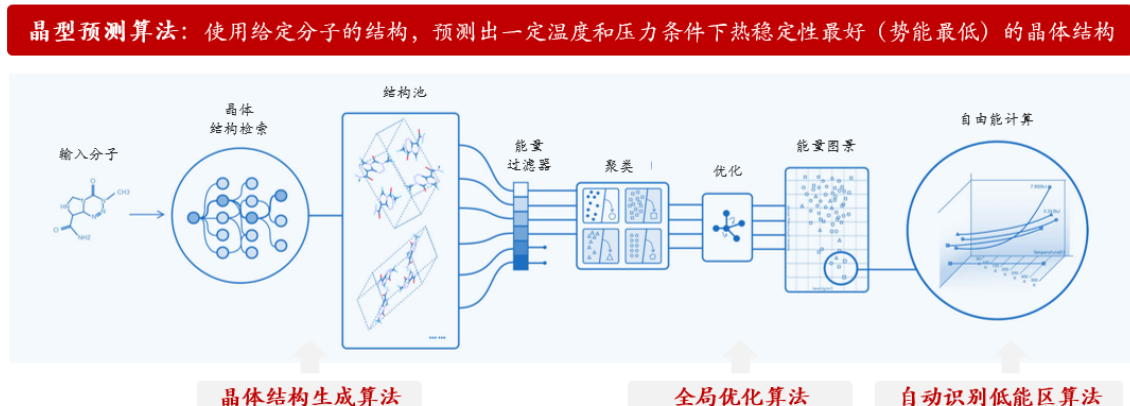 晶型预测算法：使用给定分子的结构，预测出一定温度和压力条件下热稳定性最好（势能最低）的晶体结构
输入分子
晶体
结构检索
结构池
能量
过滤器
聚类
优化
能量图景
自由能计算
CH3
HN
O
NH2
......
晶体结构生成算法
全局优化算法
自动识别低能区算法